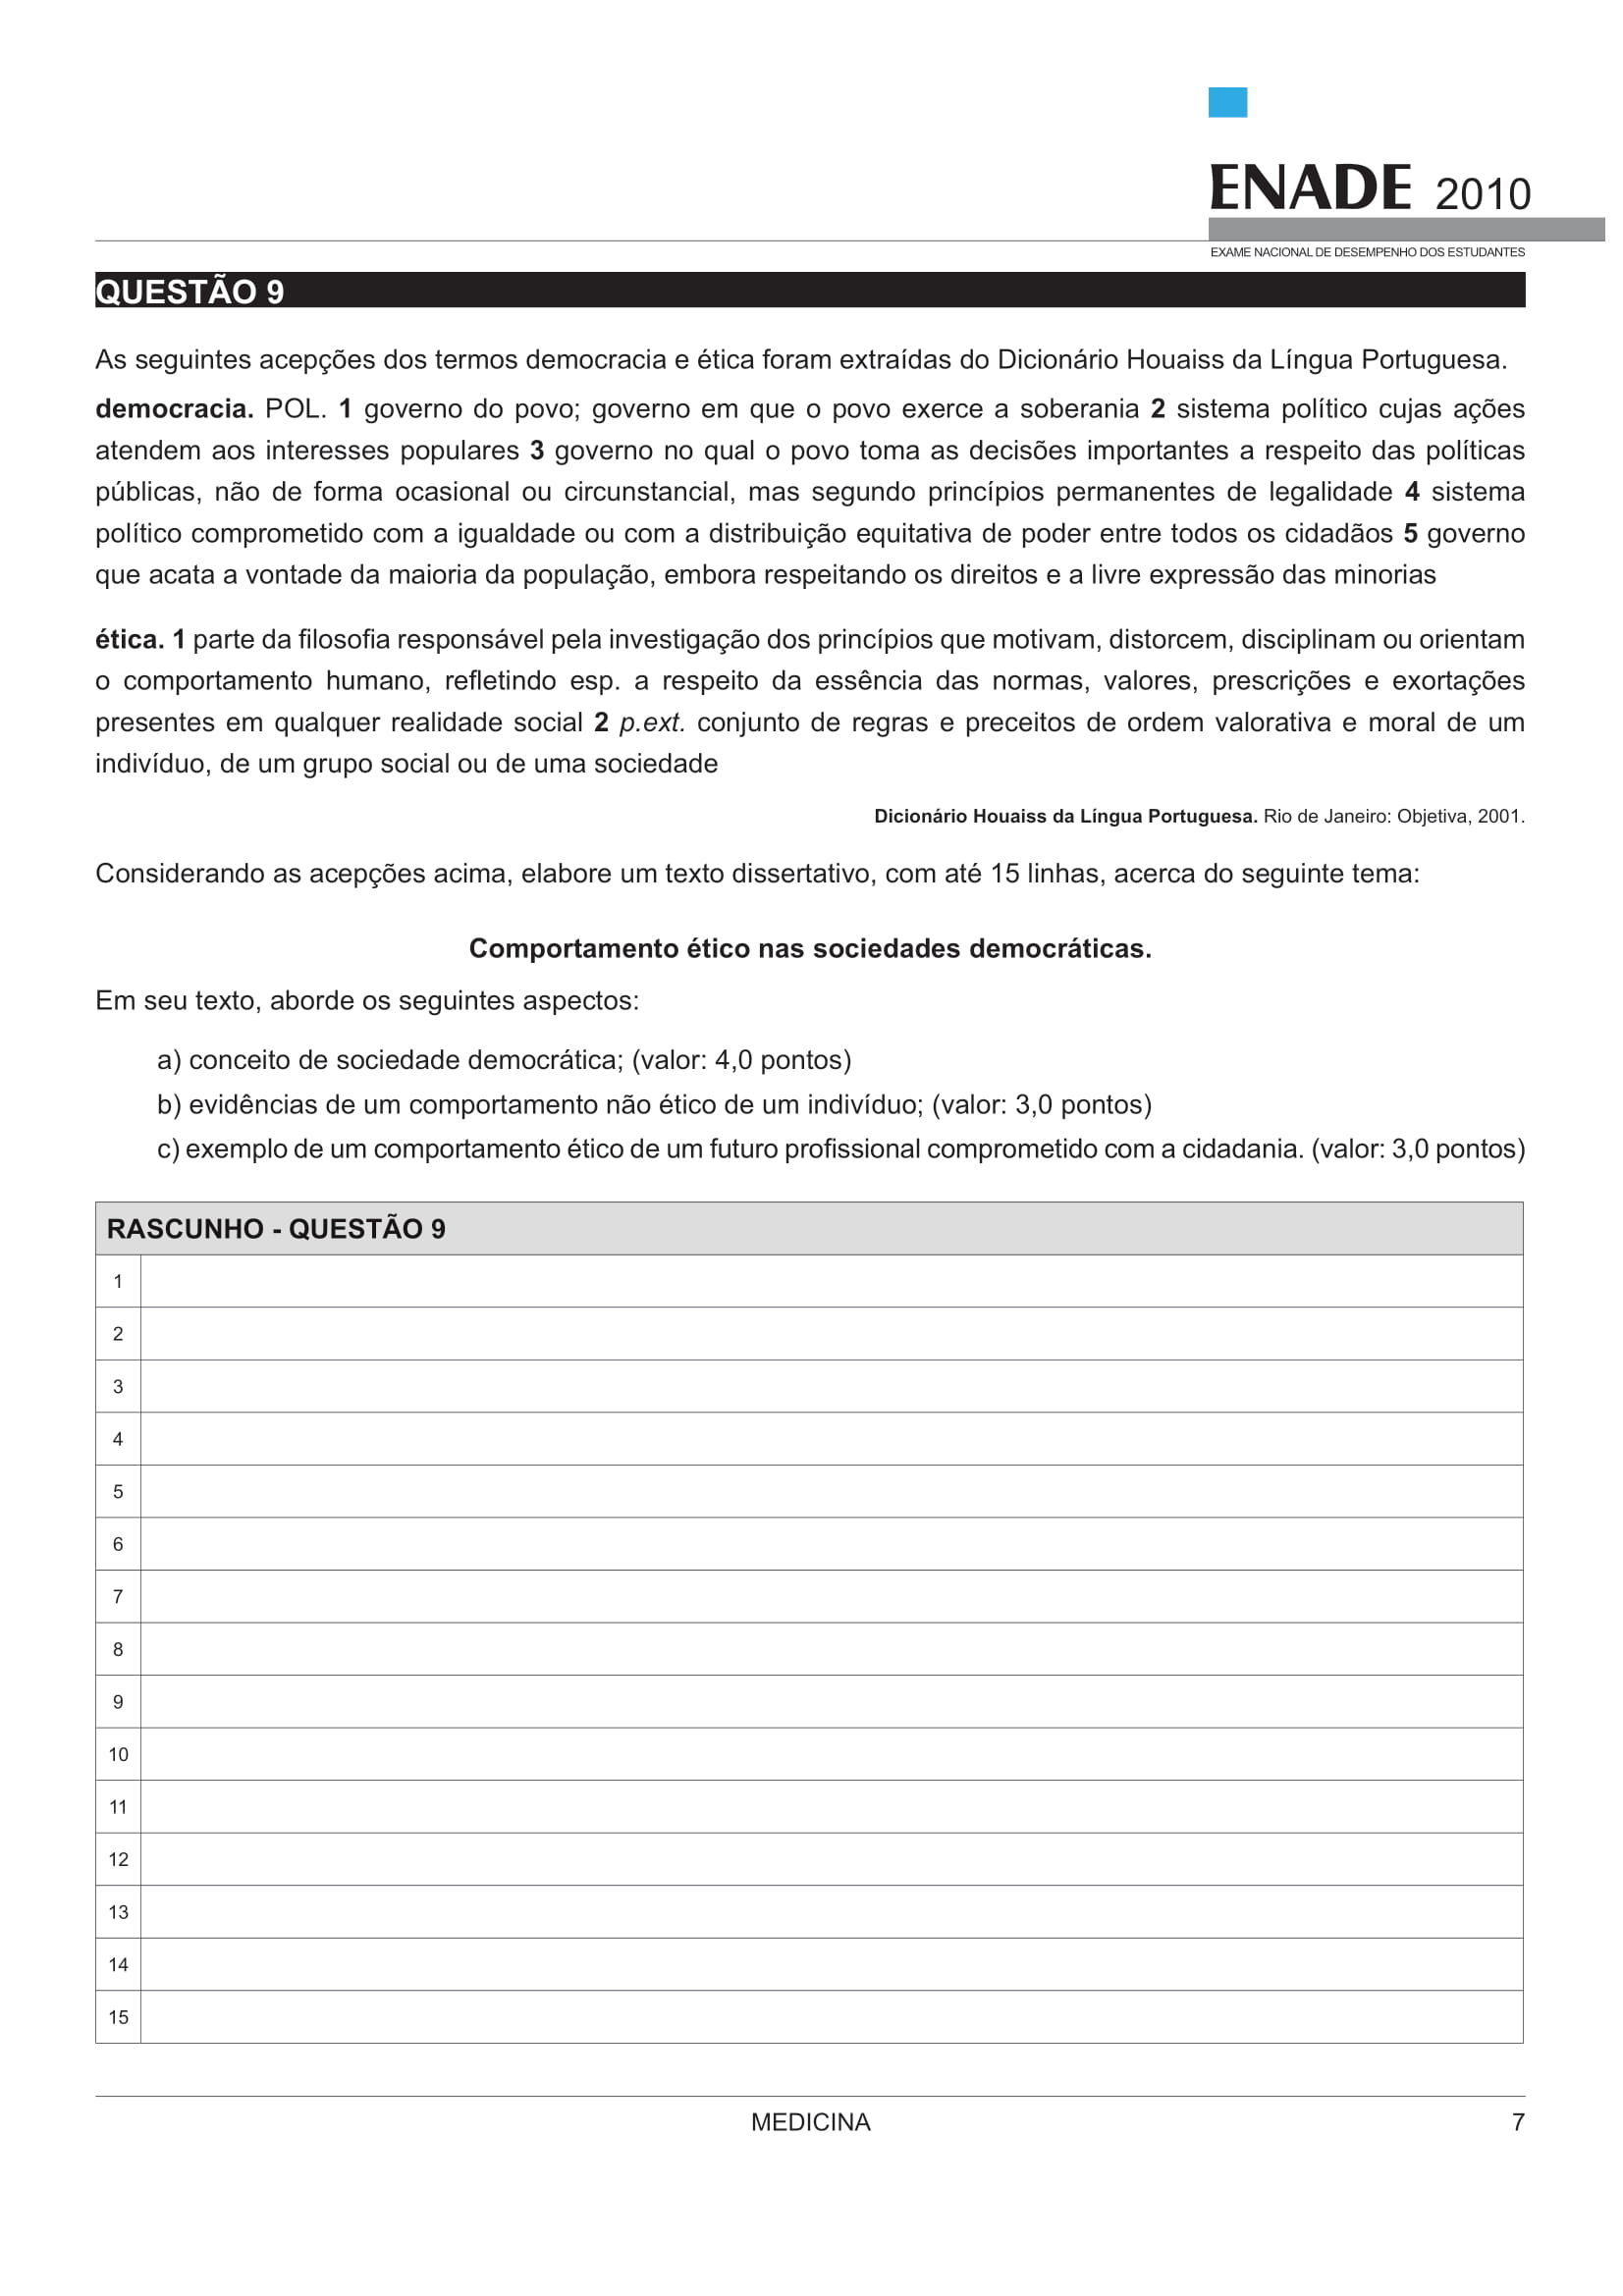 ENADE 2010
EXAME NACIONAL DE DESEMPENHO DOS ESTUDANTES
QUESTÃO 9
As seguintes acepções dos termos democracia e ética foram extraídas do Dicionário Houaiss da Língua Portuguesa.
democracia. POL. 1 governo do povo; governo em que o povo exerce a soberania 2 sistema político cujas ações
atendem aos interesses populares 3 governo no qual o povo toma as decisões importantes a respeito das políticas
públicas, não de forma ocasional ou circunstancial, mas segundo princípios permanentes de legalidade 4 sistema
político comprometido com a igualdade ou com a distribuição equitativa de poder entre todos os cidadãos 5 governo
que acata a vontade da maioria da população, embora respeitando os direitos e a livre expressão das minorias
ética. 1 parte da filosofia responsável pela investigação dos princípios que motivam, distorcem, disciplinam ou orientam
o comportamento humano, refletindo esp. a respeito da essência das normas, valores, prescrições e exortações
presentes em qualquer realidade social 2 p.ext. conjunto de regras e preceitos de ordem valorativa e moral de um
indivíduo, de um grupo social ou de uma sociedade
Dicionário Houaiss da Língua Portuguesa. Rio de Janeiro: Objetiva, 2001.
Considerando as acepções acima, elabore um texto dissertativo, com até 15 linhas, acerca do seguinte tema:
Comportamento ético nas sociedades democráticas.
Em seu texto, aborde os seguintes aspectos:
a) conceito de sociedade democrática; (valor: 4,0 pontos)
b) evidências de um comportamento não ético de um indivíduo; (valor: 3,0 pontos)
c) exemplo de um comportamento ético de um futuro profissional comprometido com a cidadania. (valor: 3,0 pontos)
RASCUNHO - QUESTÃO 9
1
2
3
4
5
6
7
8
9
10
11
12
13
14
15
MEDICINA
7